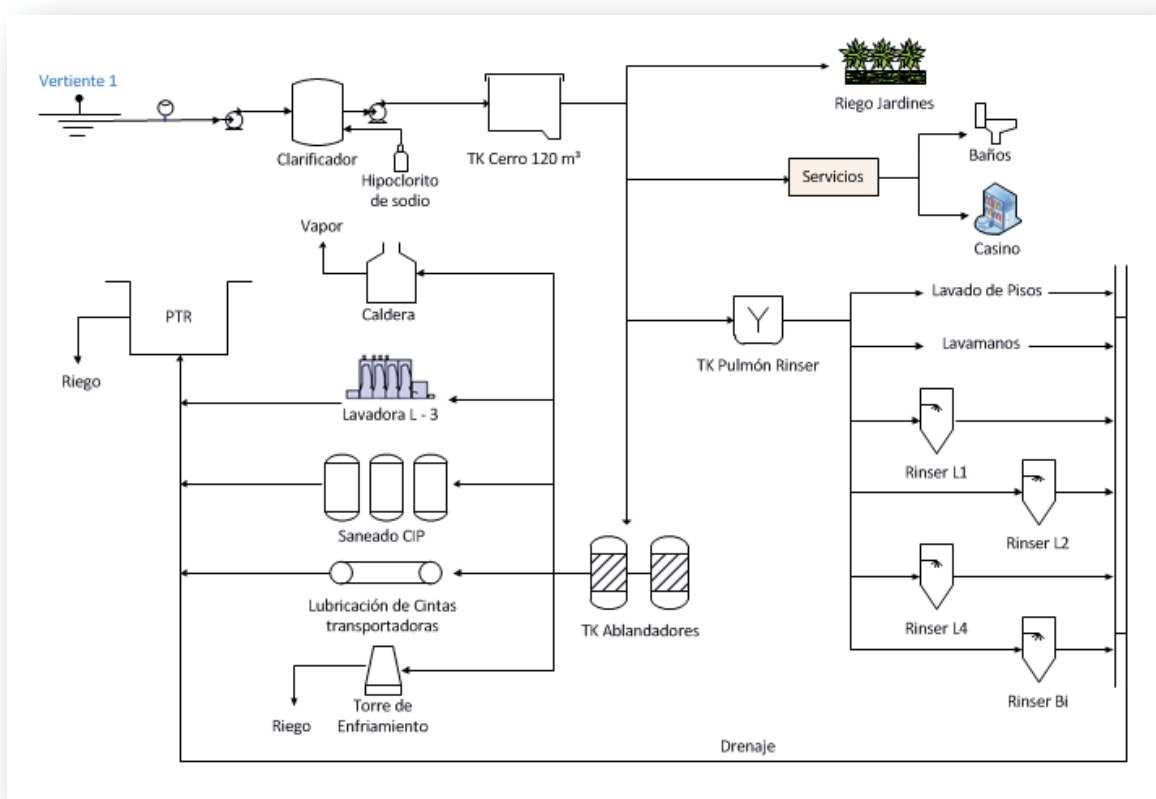 Vertiente 1
Clarificador
Hipoclorito
de sodio
TK Cerro 120 m³
Riego Jardines
Servicios
Baños
Casino
Vapor
Caldera
PTR
Riego
Lavadora L - 3
Saneado CIP
Lubricación de Cintas
transportadoras
Torre de
Enfriamiento
Riego
TK Ablandadores
TK Pulmón Rinser
Lavado de Pisos
Lavamanos
Rinser L1
Rinser L2
Rinser L4
Rinser Bi
Drenaje